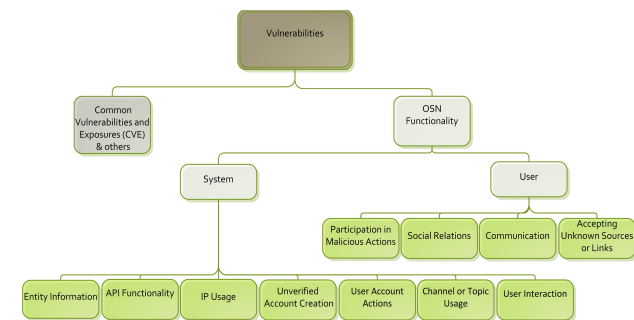 Vulnerabilities
Common
Vulnerabilities and
Exposures (CVE)
& others
OSN
Functionality
System
User
Participation in
Malicious Actions
Social Relations
Communication
Accepting
Unknown Sources
or Links
Entity Information
API Functionality
IP Usage
Unverified
Account Creation
User Account
Actions
Channel or Topic
Usage
User Interaction